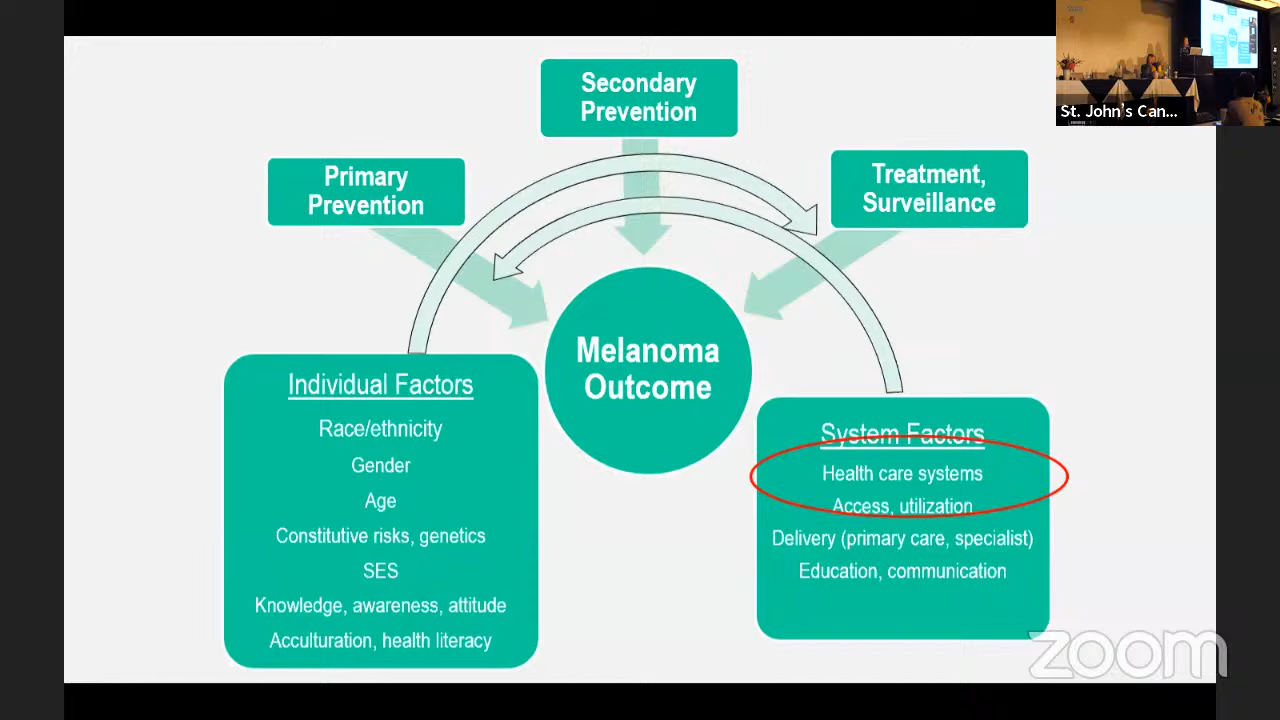 Secondary
Prevention
Primary
Prevention
Treatment,
Surveillance
Melanoma
Outcome
Individual Factors
Race/ethnicity
Gender
Age
Constitutive risks, genetics
SES
Knowledge, awareness, attitude
Acculturation, health literacy
System Factors
Health care systems
Access, utilization
Delivery (primary care, specialist)
Education, communication
St. John's Can...
zoom